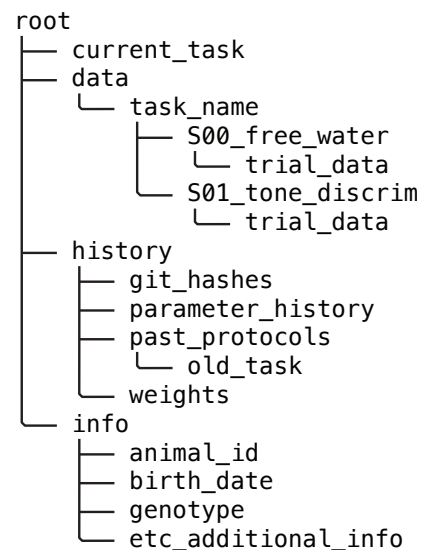 root
current_task
data
task_name
S00_free_water
trial_data
S01_tone_discrim
trial_data
history
git_hashes
parameter_history
past_protocols
old_task
weights
info
animal_id
birth_date
genotype
etc_additional_info